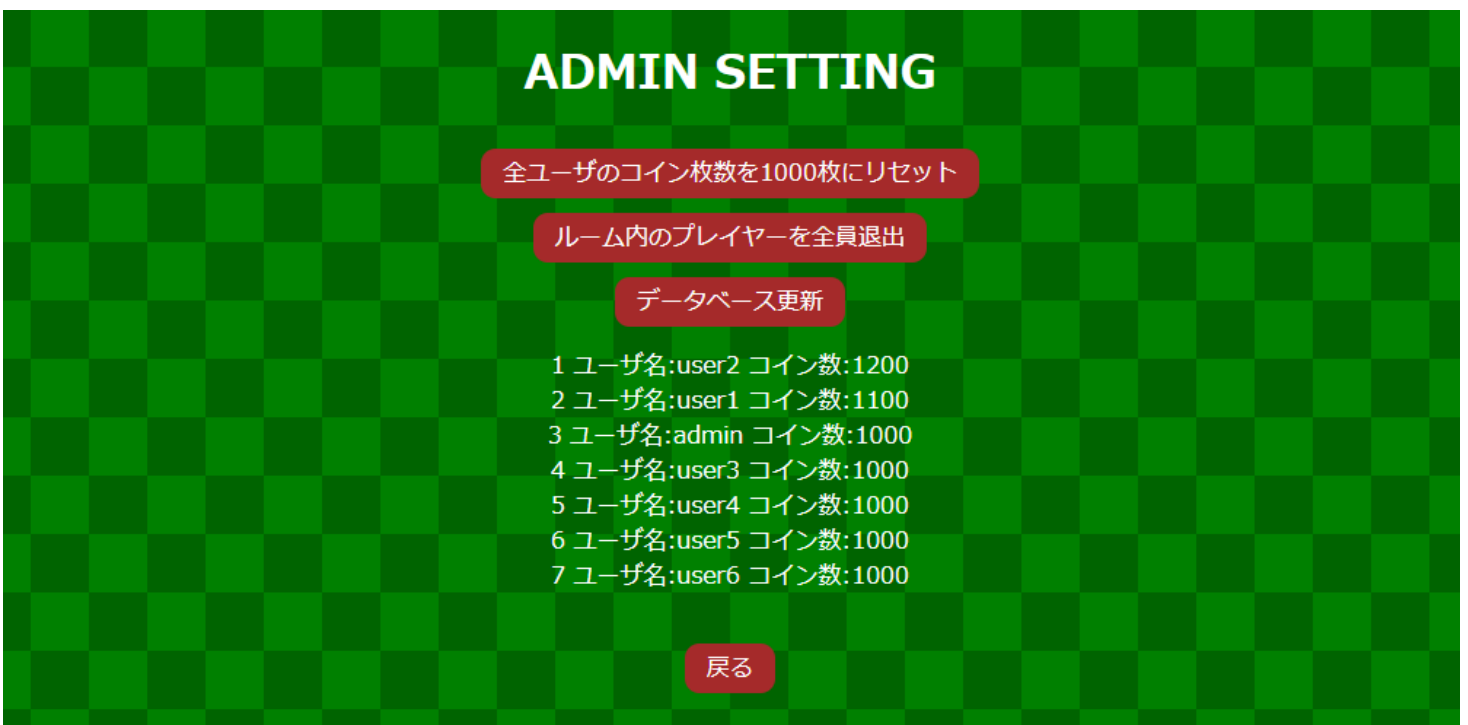 ADMIN SETTING
全ユーザのコイン枚数を1000枚にリセット
ルーム内のプレイヤーを全員退出
データベース更新
1 ユーザ名:user2 コイン数:1200
2 ユーザ名:user1 コイン数:1100
3 ユーザ名:admin コイン数:1000
4 ユーザ名:user3 コイン数:1000
5 ユーザ名:user4 コイン数:1000
6 ユーザ名:user5 コイン数:1000
7 ユーザ名:user6 コイン数:1000
戻る